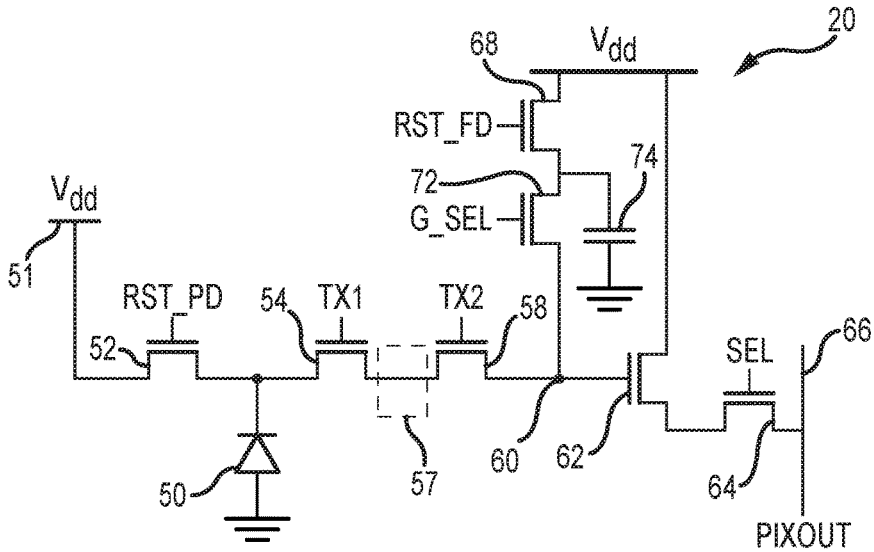 20
68
Vdd
RST_FD
72
74
G_SEL
Vdd
51
RST_PD
54
TX1
TX2
58
52
66
SEL
50
57
60
62
64
PIXOUT